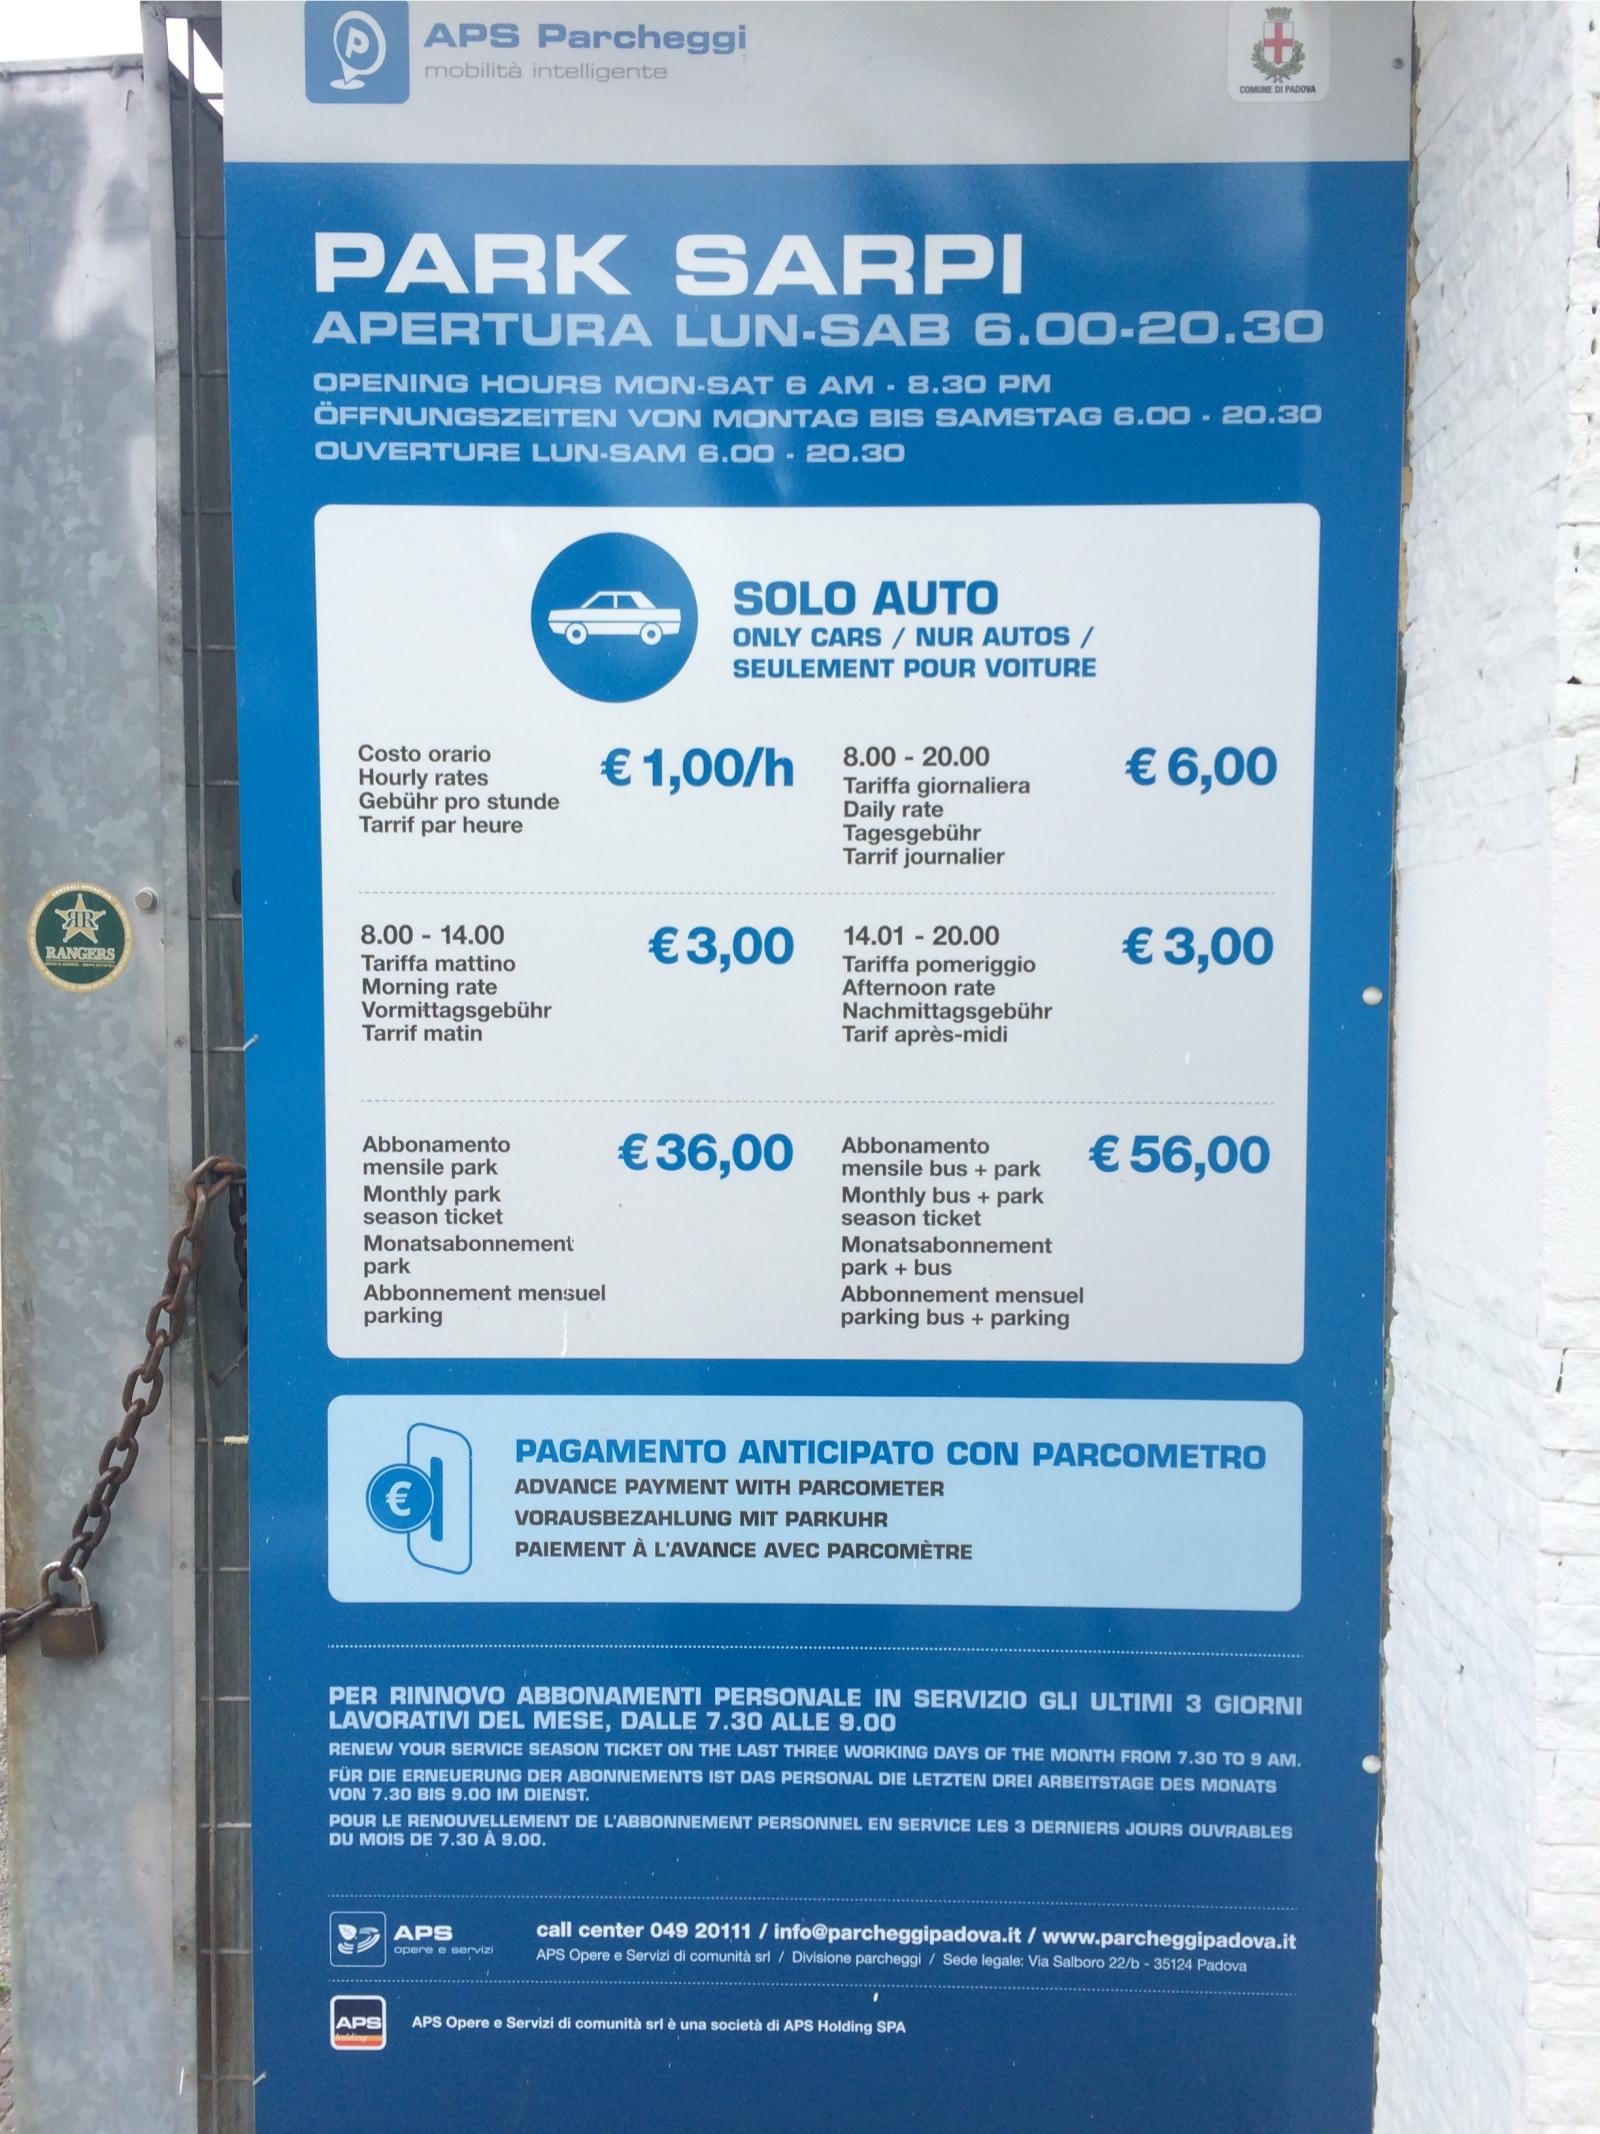 APS Parcheggi
mobilità intelligente
COMUNE DI PADOVA
PARK SARPI
APERTURA LUN-SAB 6.00-20.30
OPENING HOURS MON-SAT 6 AM - 8.30 PM
ÖFFNUNGSZEITEN VON MONTAG BIS SAMSTAG 6.00 - 20.30
OUVERTURE LUN-SAM 6.00 - 20.30
SOLO AUTO
ONLY CARS / NUR AUTOS /
SEULEMENT POUR VOITURE
Costo orario
Hourly rates
Gebühr pro stunde
Tarrif par heure
€ 1,00/h
8.00 - 20.00
Tariffa giornaliera
Daily rate
Tagesgebühr
Tarrif journalier
€ 6,00
8.00 - 14.00
Tariffa mattino
Morning rate
Vormittagsgebühr
Tarrif matin
€ 3,00
14.01 - 20.00
Tariffa pomeriggio
Afternoon rate
Nachmittagsgebühr
Tarif après-midi
€ 3,00
Abbonamento
mensile park
Monthly park
season ticket
Monatsabonnement
park
Abbonnement mensuel
parking
€ 36,00
Abbonamento
mensile bus + park
Monthly bus + park
season ticket
Monatsabonnement
park + bus
Abbonnement mensuel
parking bus + parking
€ 56,00
€
PAGAMENTO ANTICIPATO CON PARCOMETRO
ADVANCE PAYMENT WITH PARCOMETER
VORAUSBEZAHLUNG MIT PARKUHR
PAIEMENT À L'AVANCE AVEC PARCOMÈTRE
PER RINNOVO ABBONAMENTI PERSONALE IN SERVIZIO GLI ULTIMI 3 GIORNI
LAVORATIVI DEL MESE, DALLE 7.30 ALLE 9.00
RENEW YOUR SERVICE SEASON TICKET ON THE LAST THREE WORKING DAYS OF THE MONTH FROM 7.30 TO 9 AM.
FÜR DIE ERNEUERUNG DER ABONNEMENTS IST DAS PERSONAL DIE LETZTEN DREI ARBEITSTAGE DES MONATS
VON 7.30 BIS 9.00 IM DIENST.
POUR LE RENOUVELLEMENT DE L'ABBONNEMENT PERSONNEL EN SERVICE LES 3 DERNIERS JOURS OUVRABLES
DU MOIS DE 7.30 À 9.00.
APS
opere e servizi
call center 049 20111 / info@parcheggipadova.it / www.parcheggipadova.it
APS Opere e Servizi di comunità srl / Divisione parcheggi / Sede legale: Via Salboro 22/b - 35124 Padova
APS
holding
APS Opere e Servizi di comunità srl è una società di APS Holding SPA
RR
RANGERS